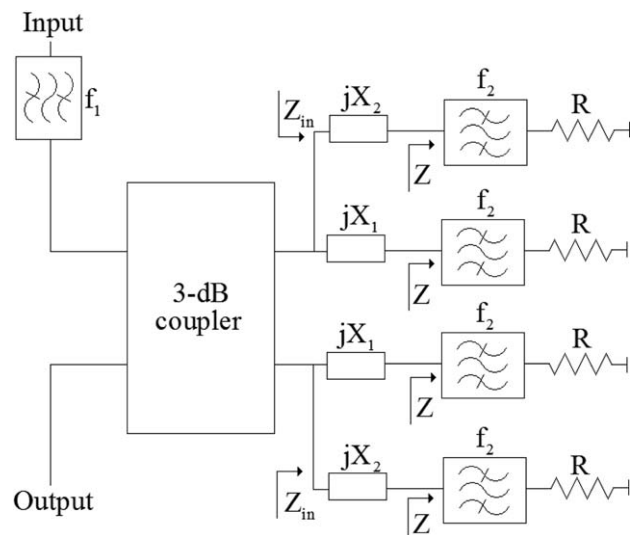 Input
f₁
3-dB
coupler
Output
Zᵢₙ
jX₂
f₂
R
Z
jX₁
f₂
R
Z
jX₁
f₂
R
Z
Zᵢₙ
jX₂
f₂
R
Z